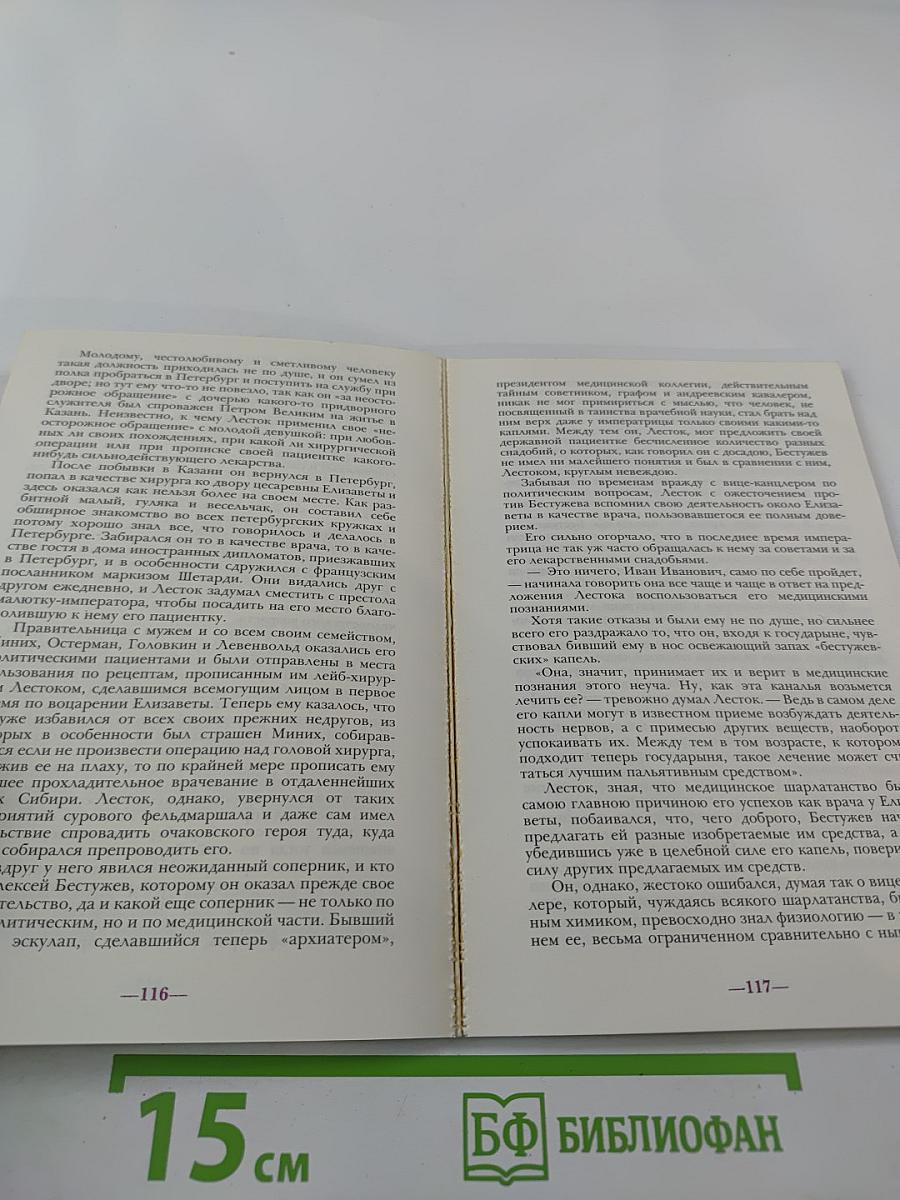 Молодому, честолюбивому и сметливому человеку
такая должность приходилась не по душе, и он сумел из
полка пробраться в Петербург и поступить на службу при
дворе; но тут ему что-то не повезло, так как он «за неосто-
рожное обращение» с дочерью какого-то придворного
служителя был спроважен Петром Великим на житье в
Казань. Неизвестно, к чему Лесток применил свое «не-
осторожное обращение» с молодой девушкой: при любов-
ных ли своих похождениях, при какой ли хирургической
операции или при прописке своей пациентке какого-
нибудь сильнодействующего лекарства.
После побывки в Казани он вернулся в Петербург,
попал в качестве хирурга ко двору цесаревны Елизаветы и
здесь оказался как нельзя более на своем месте. Как раз-
битной малый, гуляка и весельчак, он составил себе
обширное знакомство во всех петербургских кружках и
потому хорошо знал все, что говорилось и делалось в
Петербурге. Забирался он то в качестве врача, то в каче-
стве гостя в дома иностранных дипломатов, приезжавших
в Петербург, и в особенности сдружился с французским
посланником маркизом Шетарди. Они видались друг с
другом ежедневно, и Лесток задумал сместить с престола
малютку-императора, чтобы посадить на его место благо-
олившую к нему его пациентку.
Правительница с мужем и со всем своим семейством,
иних, Остерман, Головкин и Левенвольд оказались его
олитическими пациентами и были отправлены в места
льзования по рецептам, прописанным им лейб-хирур-
м Лестоком, сделавшимся всемогущим лицом в первое
емя по воцарении Елизаветы. Теперь ему казалось, что
уже избавился от всех своих прежних недругов, из
орых в особенности был страшен Миних, собирав-
ся если не произвести операцию над головой хирурга,
жив ее на плаху, то по крайней мере прописать ему
шее прохладительное врачевание в отдаленнейших
х Сибири. Лесток, однако, увернулся от таких
риятий сурового фельдмаршала и даже сам имел
льствие спровадить очаковского героя туда, куда
собирался препроводить его.
вдруг у него явился неожиданный соперник, и кто
лексей Бестужев, которому он оказал прежде свое
тельство, да и какой еще соперник — не только по
литическим, но и по медицинской части. Бывший
эскулап, сделавшийся теперь «архиатером»,
—116—
президентом медицинской коллегии, действительным
тайным советником, графом и андреевским кавалером,
никак не мог примириться с мыслью, что человек, не
посвященный в таинства врачебной науки, стал брать над
ним верх даже у императрицы только своими какими-то
каплями. Между тем он, Лесток, мог предложить своей
державной пациентке бесчисленное количество разных
снадобий, о которых, как говорил он с досадою, Бестужев
не имел ни малейшего понятия и был в сравнении с ним,
Лестоком, круглым невеждою.
Забывая по временам вражду с вице-канцлером по
политическим вопросам, Лесток с ожесточением про-
тив Бестужева вспомнил свою деятельность около Елиза-
веты в качестве врача, пользовавшегося ее полным дове-
рием.
Его сильно огорчало, что в последнее время импера-
трица не так уж часто обращалась к нему за советами и за
его лекарственными снадобьями.
— Это ничего, Иван Иванович, само по себе пройдет,
— начинала говорить она все чаще и чаще в ответ на пред-
ложения Лестока воспользоваться его медицинскими
познаниями.
Хотя такие отказы и были ему не по душе, но сильнее
всего его раздражало то, что он, входя к государыне, чув-
ствовал бивший ему в нос освежающий запах «бестужев-
ских» капель.
«Она, значит, принимает их и верит в медицинские
познания этого неуча. Ну, как эта каналья возьмется
лечить ее? — тревожно думал Лесток. — Ведь в самом деле
его капли могут в известном приеме возбуждать деятель-
ность нервов, а с примесью других веществ, наоборот
успокаивать их. Между тем в том возрасте, к котором
подходит теперь государыня, такое лечение может счи
таться лучшим пальятивным средством».
Лесток, зная, что медицинское шарлатанство бы
самою главною причиною его успехов как врача у Ели
веты, побаивался, что, чего доброго, Бестужев нач
предлагать ей разные изобретаемые им средства, а
убедившись уже в целебной силе его капель, повери
силу других предлагаемых им средств.
Он, однако, жестоко ошибался, думая так о вице
лере, который, чуждаясь всякого шарлатанства, бы
ным химиком, превосходно знал физиологию — в
нем ее, весьма ограниченном сравнительно с ны
—117—
15 см
БФ БИБЛИОФАН